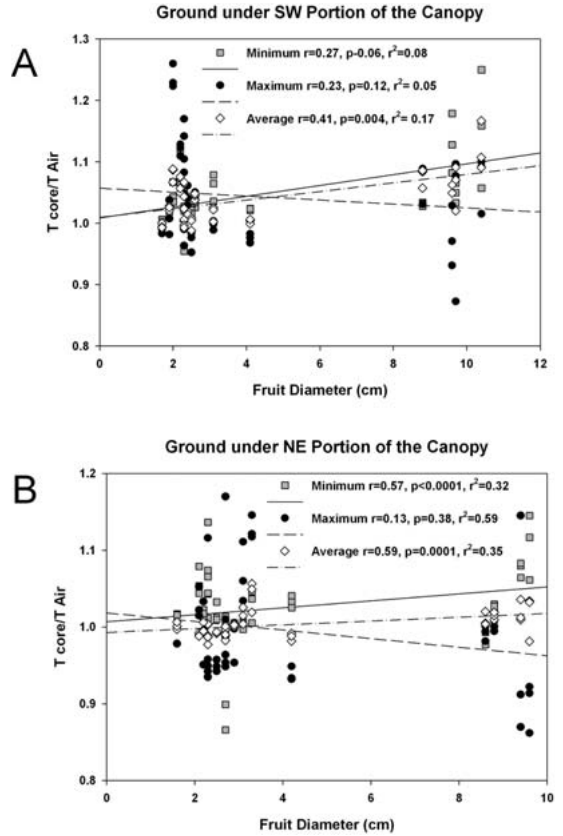 Ground under SW Portion of the Canopy
A
Minimum r=0.27, p-0.06, r²=0.08
Maximum r=0.23, p=0.12, r²= 0.05
Average r=0.41, p=0.004, r²= 0.17
T core/T Air
1.3
1.2
1.1
1.0
0.9
0.8
0 2 4 6 8 10 12
Fruit Diameter (cm)
Ground under NE Portion of the Canopy
B
Minimum r=0.57, p<0.0001, r²=0.32
Maximum r=0.13, p=0.38, r²=0.59
Average r=0.59, p=0.0001, r²=0.35
T core/T Air
1.2
1.1
1.0
0.9
0.8
0 2 4 6 8 10
Fruit Diameter (cm)